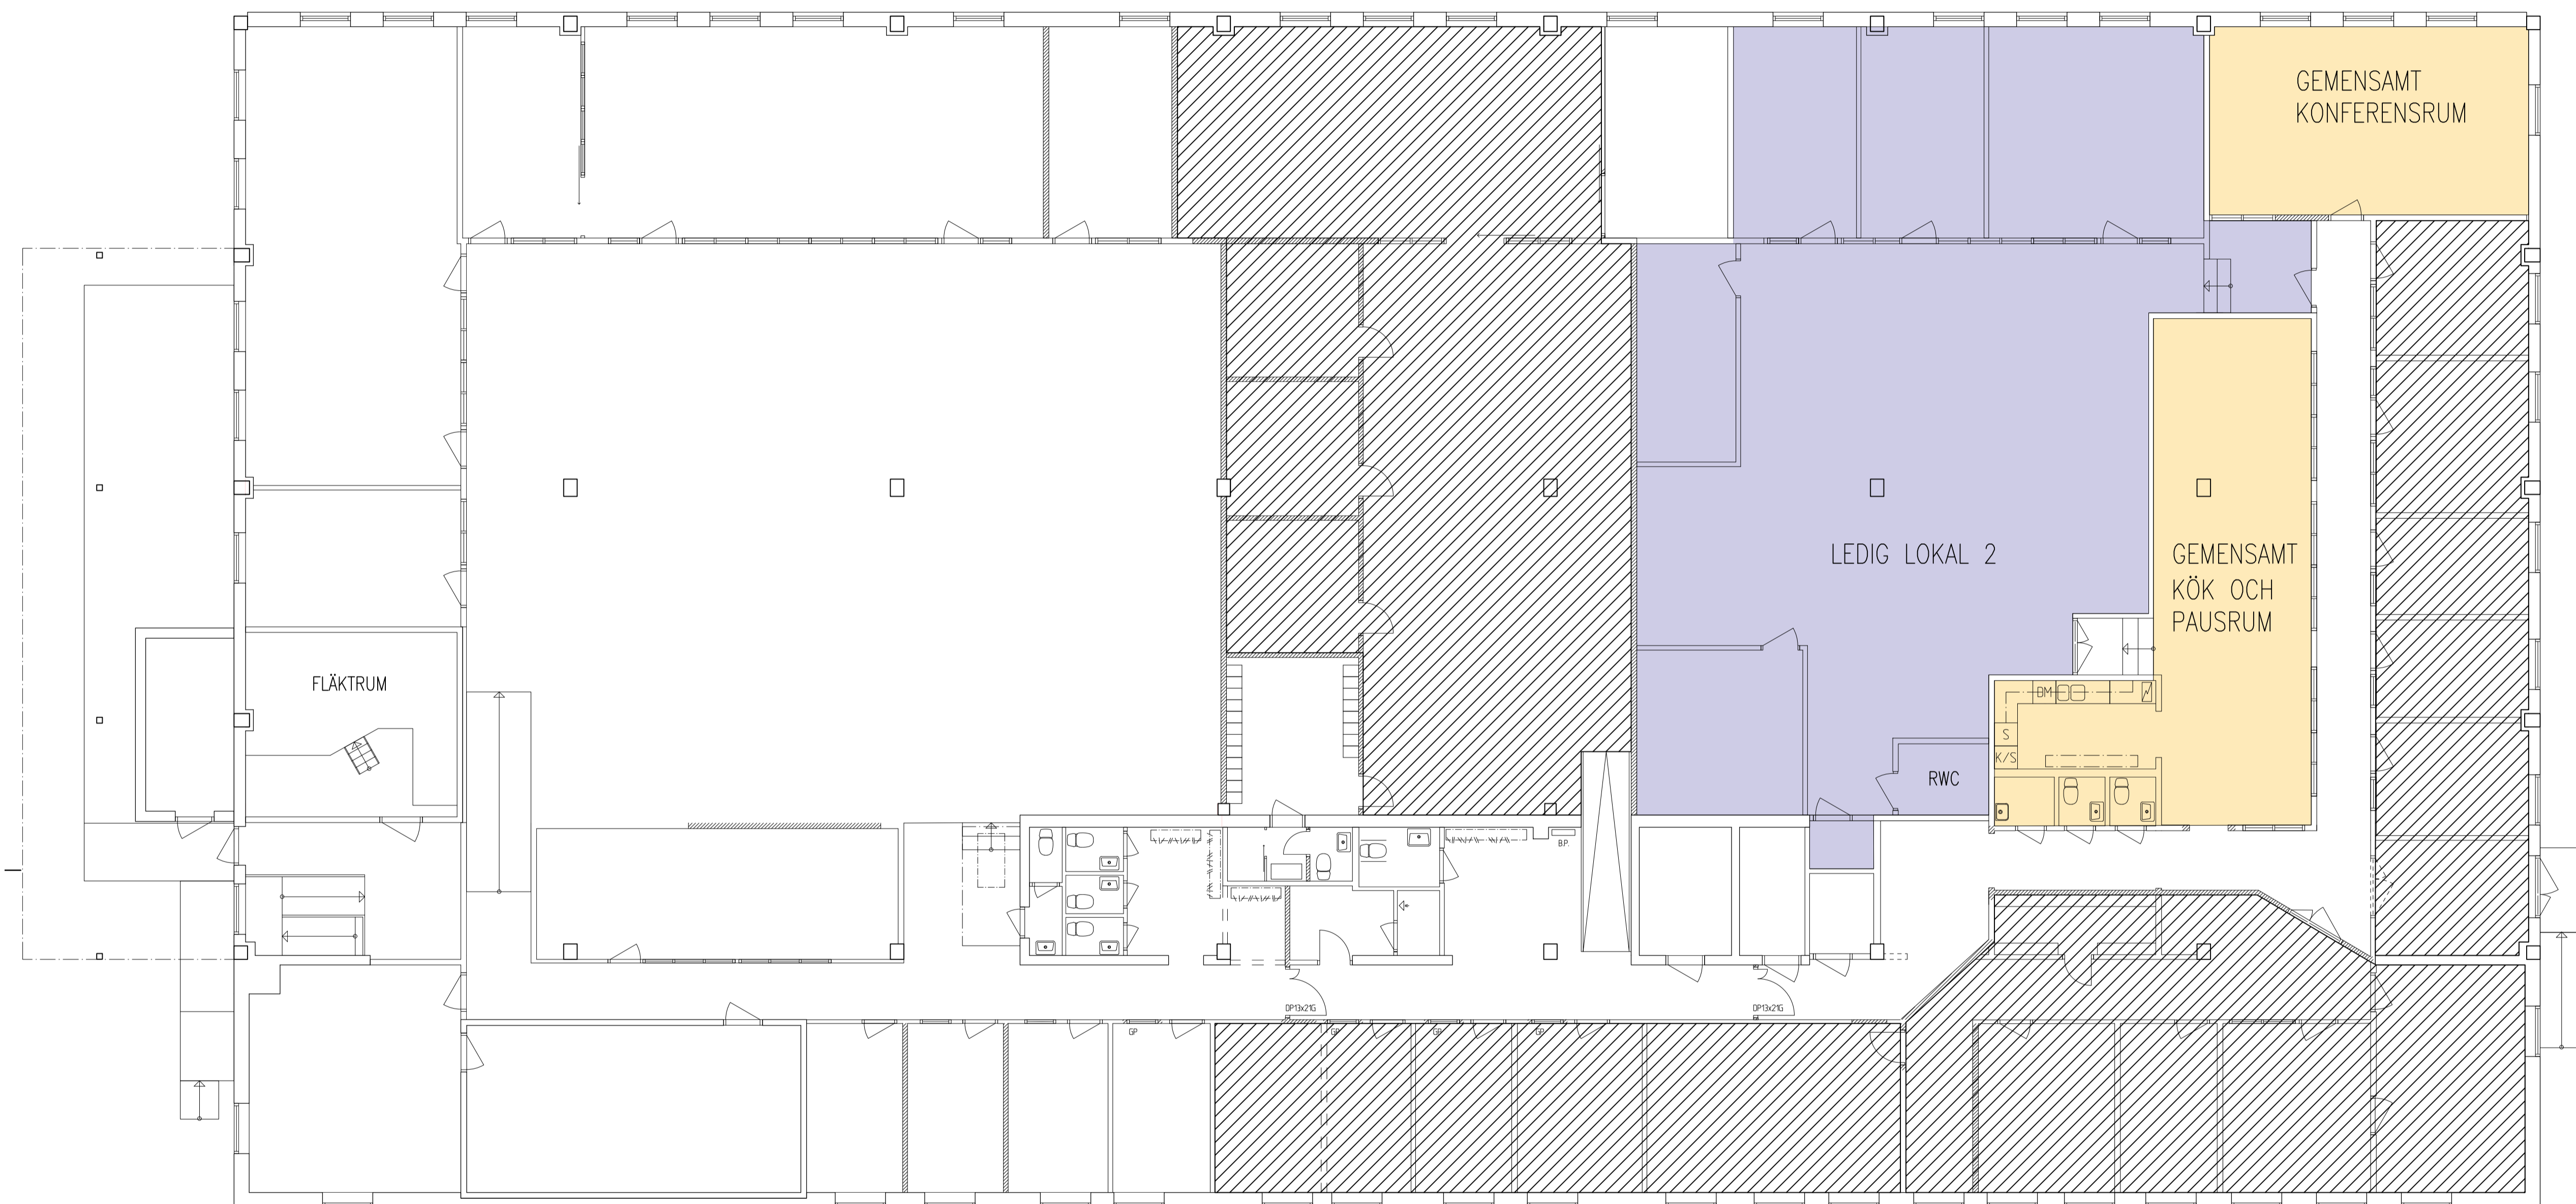 GEMENSAMT
KONFERENSRUM
LEDIG LOKAL 2
GEMENSAMT
KÖK OCH
PAUSRUM
FLÄKTRUM
DM
S
K/S
RWC
B.P.
DP13x21G
DP13x21G
GP
GP
GP
GP